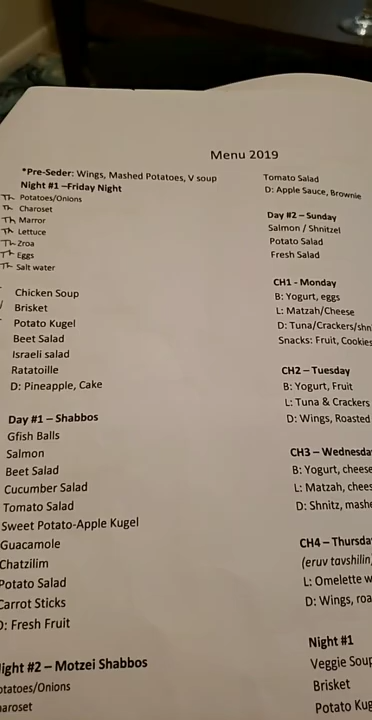 Menu 2019
*Pre-Seder: Wings, Mashed Potatoes, V soup
Night #1 –Friday Night
Th Potatoes/Onions
Th Charoset
Th Marror
Th Lettuce
Th Zroa
Th Eggs
Th Salt water
Chicken Soup
Brisket
Potato Kugel
Beet Salad
Israeli salad
Ratatoille
D: Pineapple, Cake
Day #1 – Shabbos
Gfish Balls
Salmon
Beet Salad
Cucumber Salad
Tomato Salad
Sweet Potato-Apple Kugel
Guacamole
Chatzilim
Potato Salad
Carrot Sticks
D: Fresh Fruit
ight #2 – Motzei Shabbos
otatoes/Onions
aroset
Tomato Salad
D: Apple Sauce, Brownie
Day #2 – Sunday
Salmon / Shnitzel
Potato Salad
Fresh Salad
CH1 - Monday
B: Yogurt, eggs
L: Matzah/Cheese
D: Tuna/Crackers/shn
Snacks: Fruit, Cookies
CH2 – Tuesday
B: Yogurt, Fruit
L: Tuna & Crackers
D: Wings, Roasted
CH3 – Wednesda
B: Yogurt, cheese
L: Matzah, chees
D: Shnitz, mashe
CH4 – Thursda
(eruv tavshilin
L: Omelette w
D: Wings, roa
Night #1
Veggie Soup
Brisket
Potato Kug